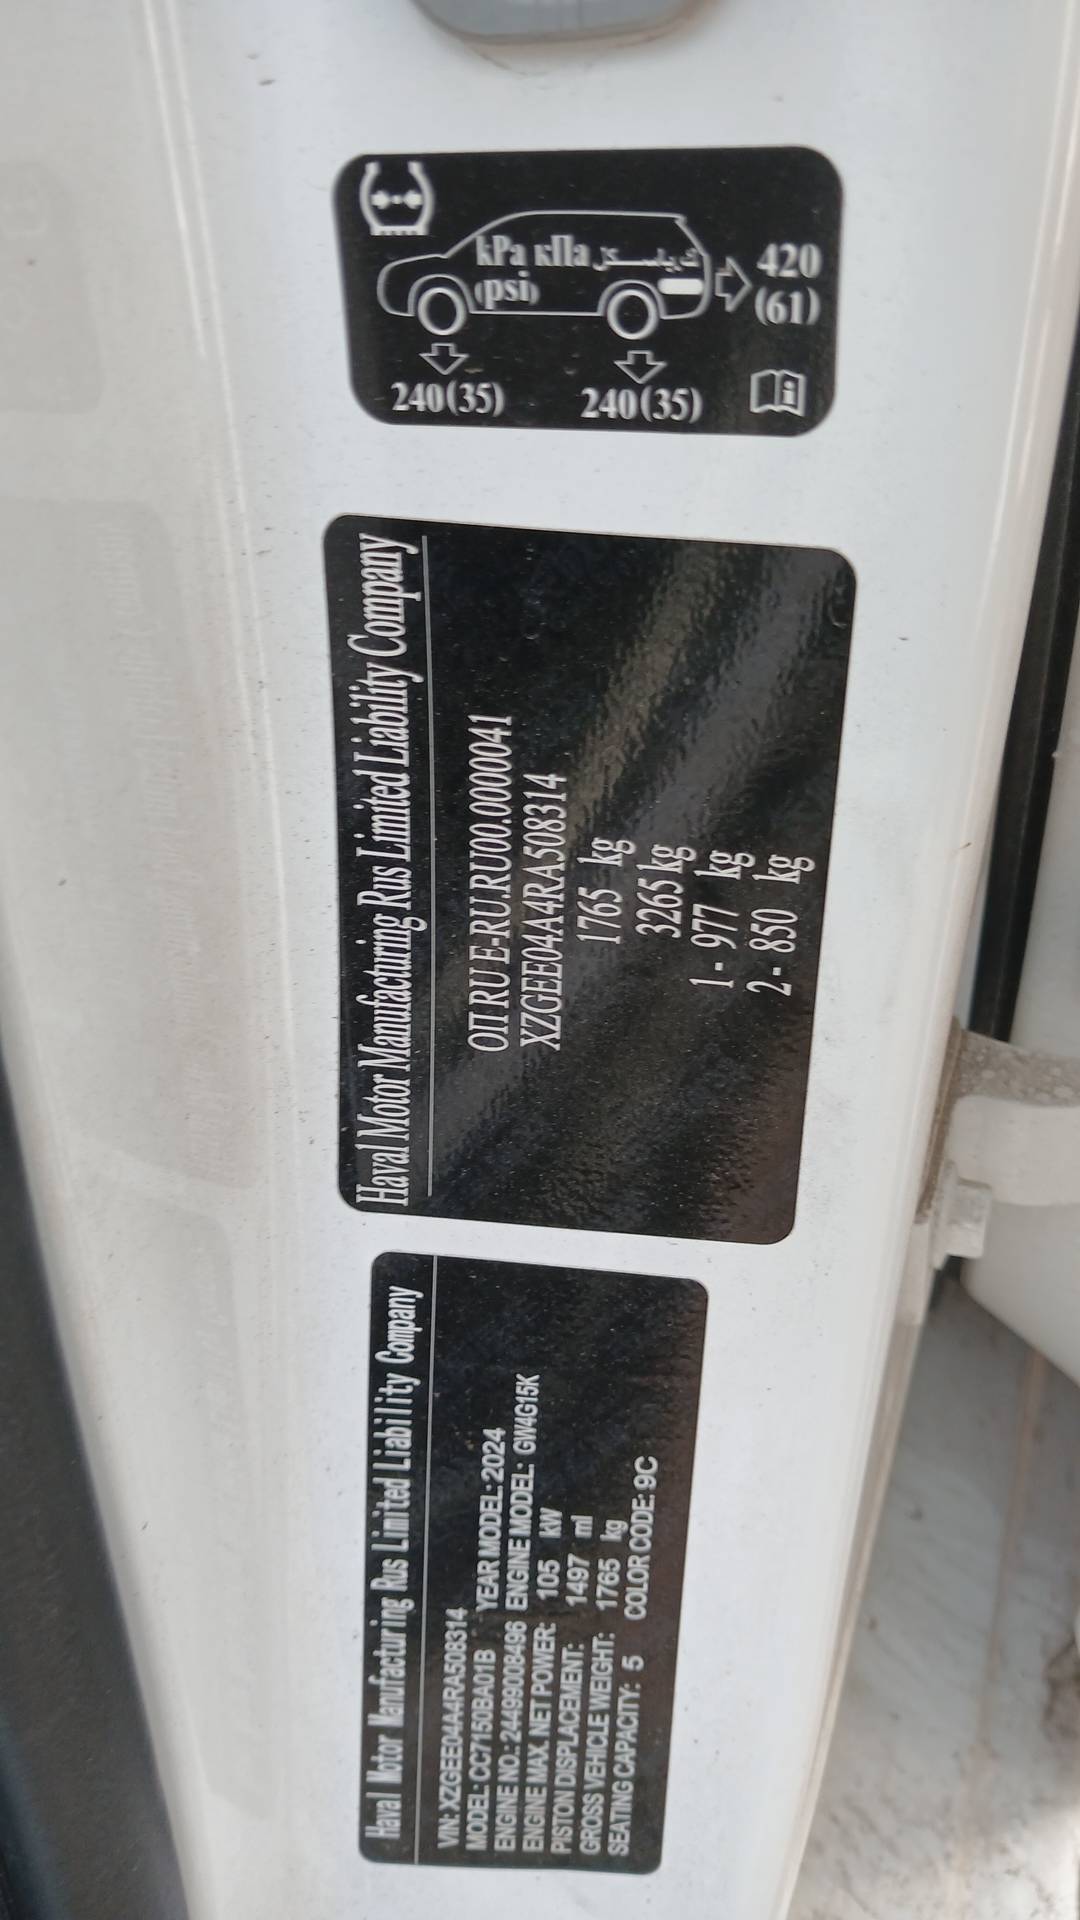 kPa кПа كيلوباسكال
(psi)
420
(61)
240(35) 240(35)
Haval Motor Manufacturing Rus Limited Liability Company
ОП RU E-RU.RU00.0000041
XZGEE04A4RA508314
1765 kg
3265 kg
1 - 977 kg
2 - 850 kg
Haval Motor Manufacturing Rus Limited Liability Company
VIN: XZGEE04A4RA508314
MODEL: CC7150BA01B YEAR MODEL: 2024
ENGINE NO.: 24499008496 ENGINE MODEL: GW4G15K
ENGINE MAX. NET POWER: 105 kW
PISTON DISPLACEMENT: 1497 ml
GROSS VEHICLE WEIGHT: 1765 kg
SEATING CAPACITY: 5 COLOR CODE: 9C